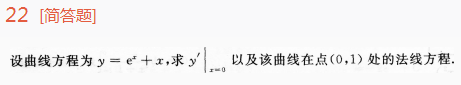 22 [简答题]
设曲线方程为 y = eˣ + x,求 y′|ₓ₌₀ 以及该曲线在点(0,1) 处的法线方程.